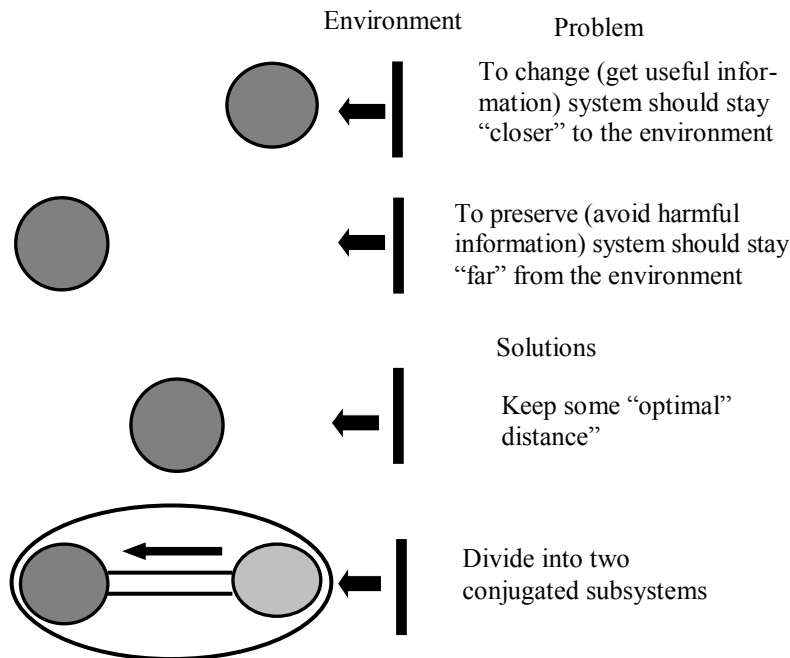 Environment
Problem
To change (get useful infor-
mation) system should stay
“closer” to the environment
To preserve (avoid harmful
information) system should stay
“far” from the environment
Solutions
Keep some “optimal”
distance”
Divide into two
conjugated subsystems